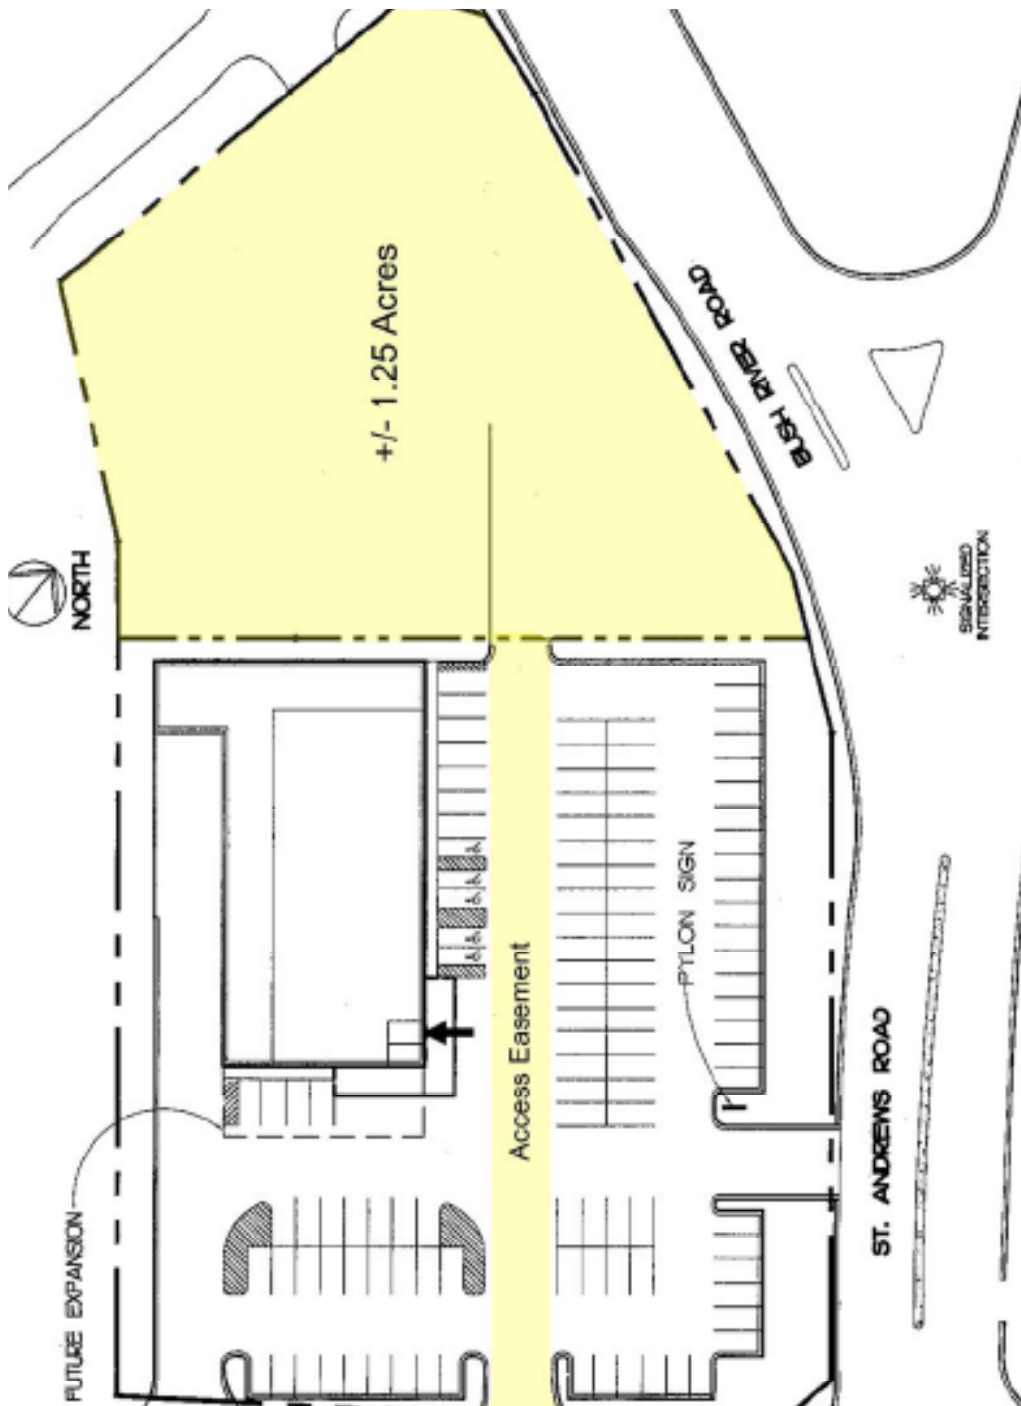 +/- 1.25 Acres
BUSH RIVER ROAD
NORTH
SIGNALIZED
INTERSECTION
PYLON SIGN
Access Easement
ST. ANDREWS ROAD
FUTURE EXPANSION